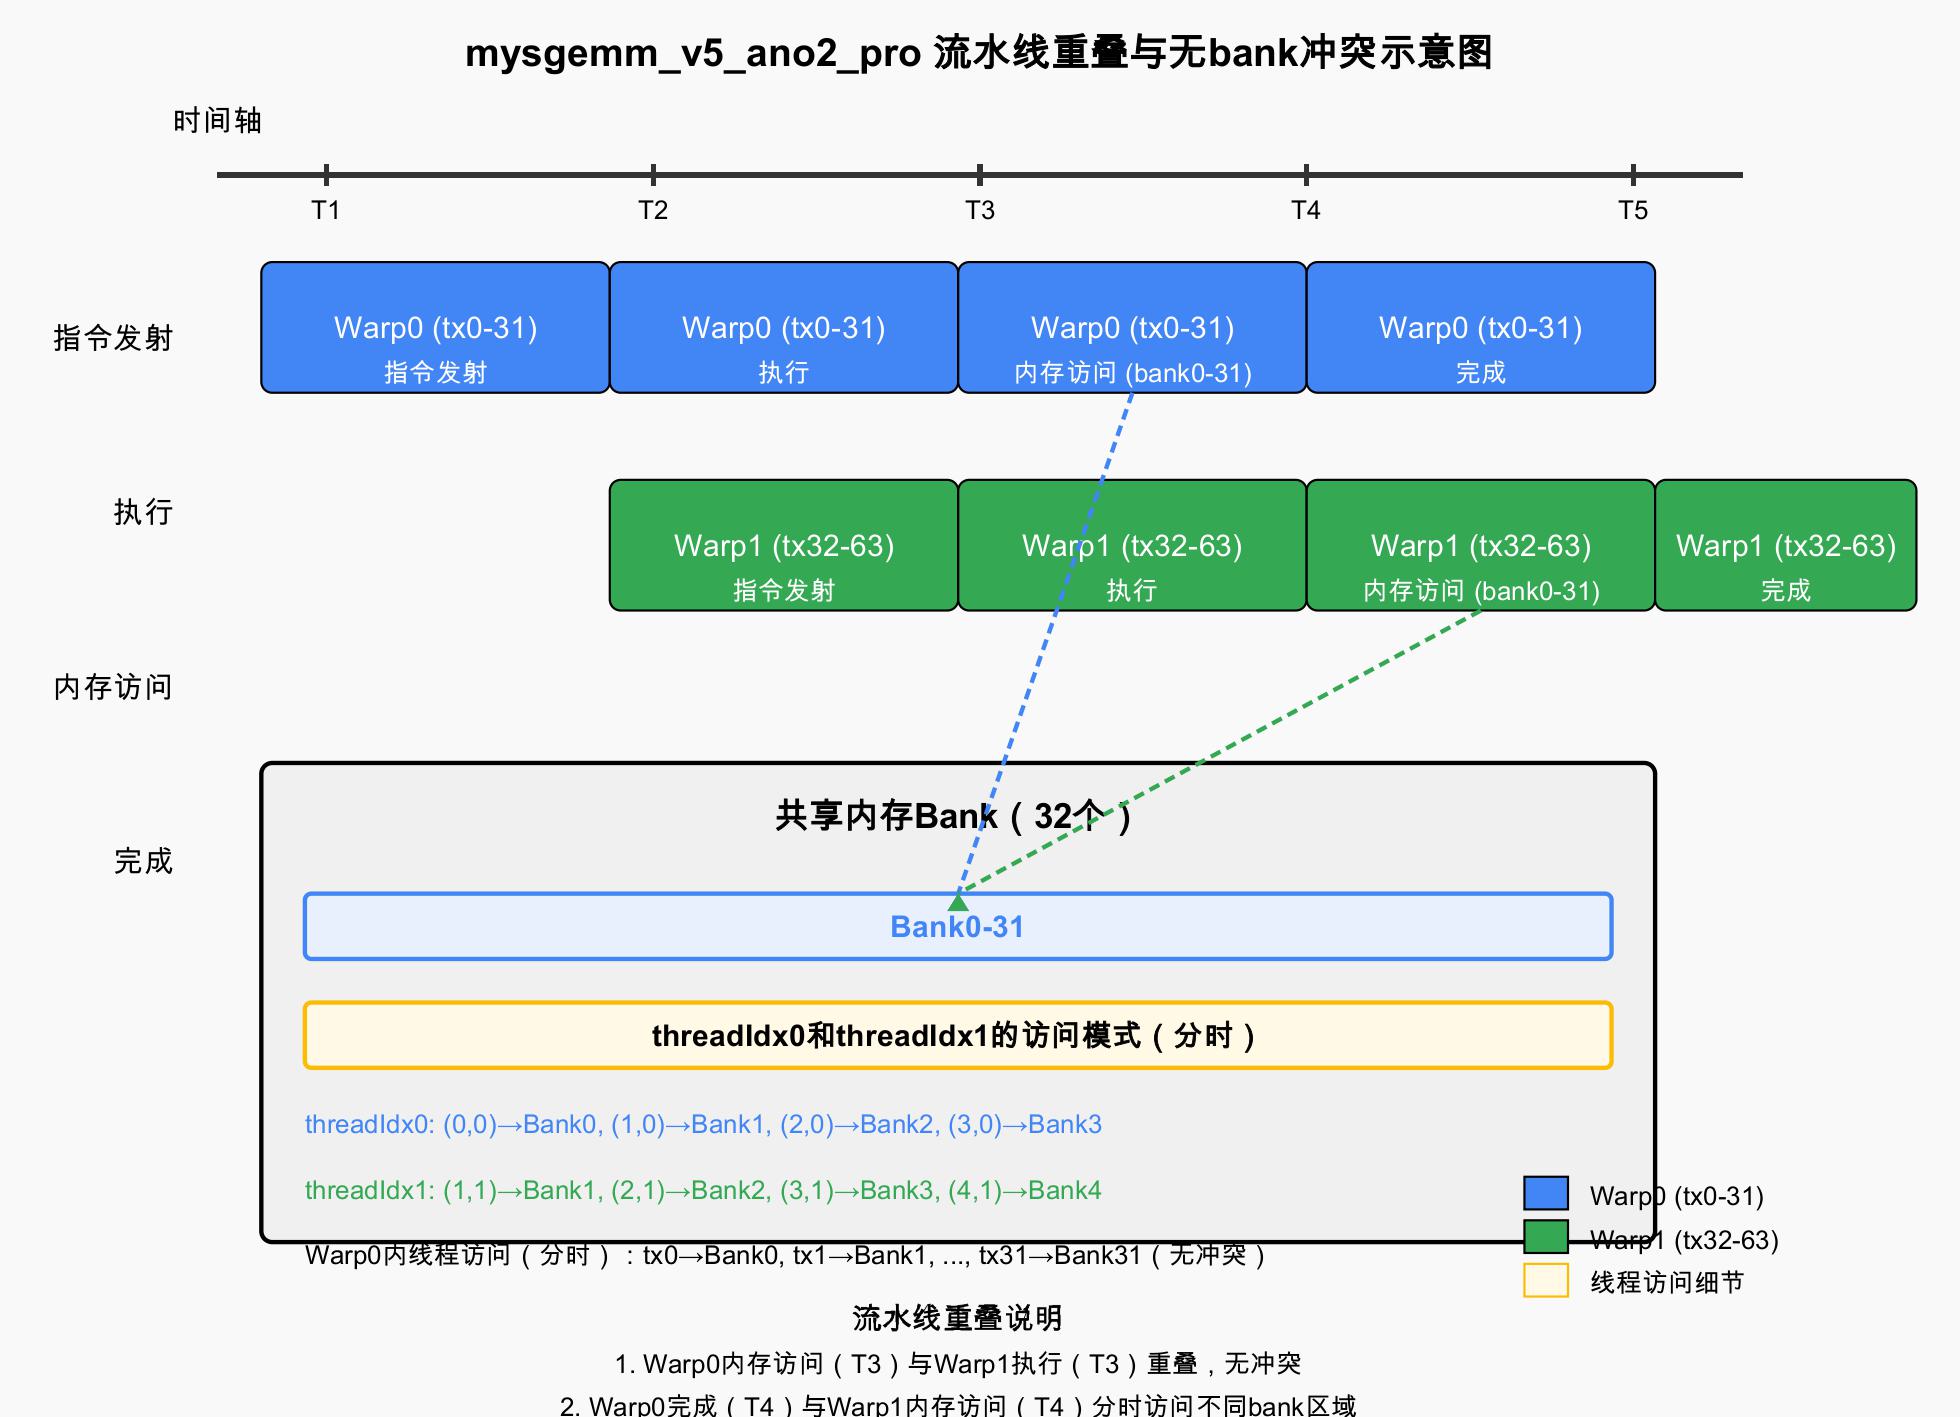 mysgemm_v5_ano2_pro 流水线重叠与无bank冲突示意图
时间轴
T1 T2 T3 T4 T5
指令发射
Warp0 (tx0-31) Warp0 (tx0-31) Warp0 (tx0-31) Warp0 (tx0-31)
指令发射 执行 内存访问 (bank0-31) 完成
执行
Warp1 (tx32-63) Warp1 (tx32-63) Warp1 (tx32-63) Warp1 (tx32-63)
指令发射 执行 内存访问 (bank0-31) 完成
内存访问
共享内存Bank（32个）
完成
Bank0-31
threadIdx0和threadIdx1的访问模式（分时）
threadIdx0: (0,0)→Bank0, (1,0)→Bank1, (2,0)→Bank2, (3,0)→Bank3
threadIdx1: (1,1)→Bank1, (2,1)→Bank2, (3,1)→Bank3, (4,1)→Bank4
Warp0 (tx0-31)
Warp1 (tx32-63)
线程访问细节
Warp0内线程访问（分时）: tx0→Bank0, tx1→Bank1, ..., tx31→Bank31（无冲突）
流水线重叠说明
1. Warp0内存访问（T3）与Warp1执行（T3）重叠，无冲突
2. Warp0完成（T4）与Warp1内存访问（T4）分时访问不同bank区域